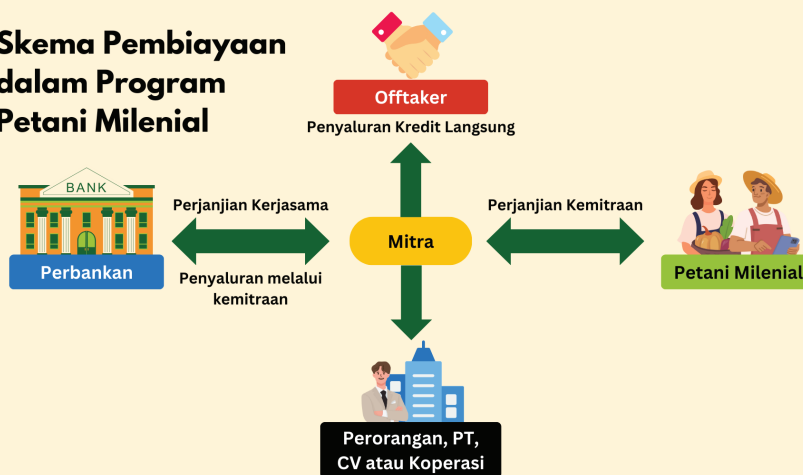 Skema Pembiayaan
dalam Program
Petani Milenial
Offtaker
Penyaluran Kredit Langsung
BANK
Perjanjian Kerjasama
Perjanjian Kemitraan
Mitra
Perbankan
Penyaluran melalui
kemitraan
Petani Milenial
Perorangan, PT,
CV atau Koperasi